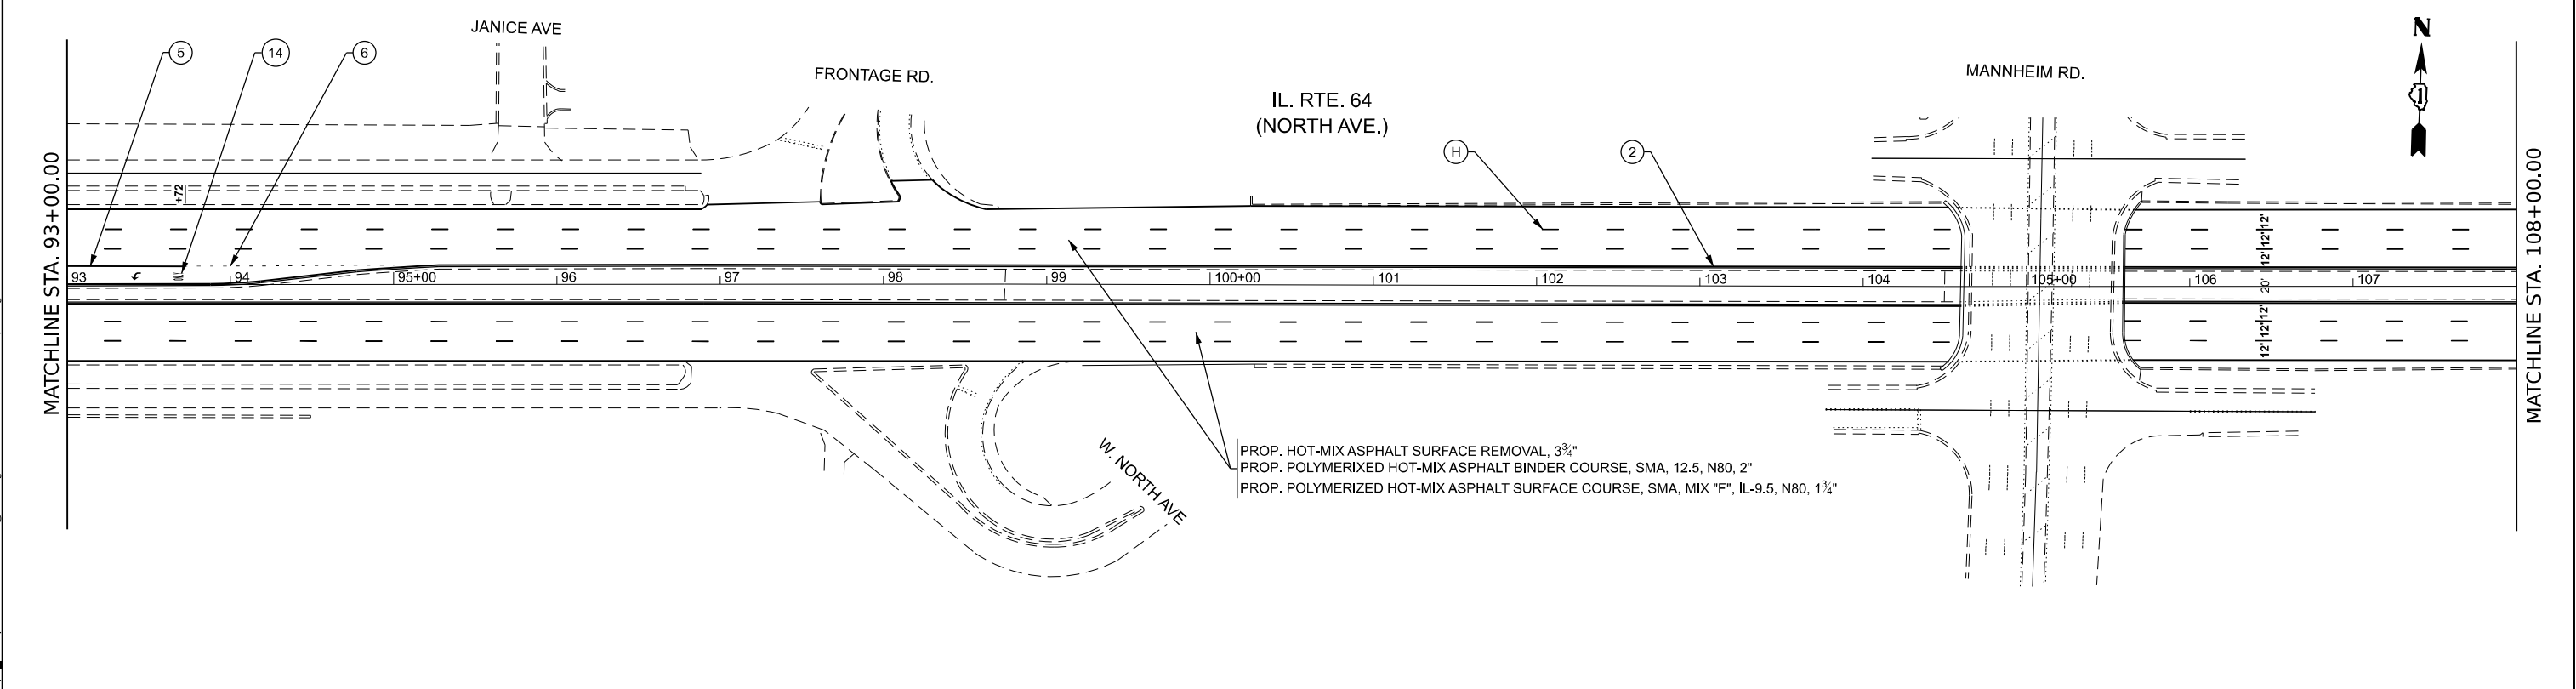 JANICE AVE
5
14
6
FRONTAGE RD.
MANNHEIM RD.
N
1
IL. RTE. 64
(NORTH AVE.)
H
2
MATCHLINE STA. 93+00.00
MATCHLINE STA. 108+00.00
+72
12' 12'
93
94
95+00
96
97
98
99
100+00
101
102
103
104
105+00
106
20'
107
12' 12' 12'
PROP. HOT-MIX ASPHALT SURFACE REMOVAL, 3¾"
PROP. POLYMERIXED HOT-MIX ASPHALT BINDER COURSE, SMA, 12.5, N80, 2"
PROP. POLYMERIZED HOT-MIX ASPHALT SURFACE COURSE, SMA, MIX "F", IL-9.5, N80, 1¾"
W. NORTH AVE